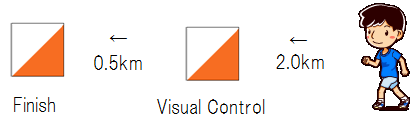 ← ←
0.5km 2.0km
Finish Visual Control